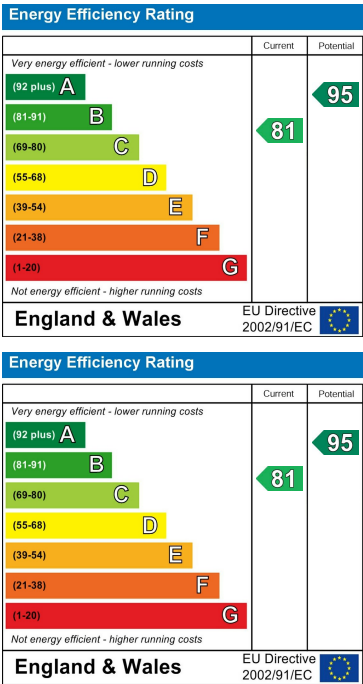 Energy Efficiency Rating
Current Potential
Very energy efficient - lower running costs
(92 plus) A
95
(81-91) B
81
(69-80) C
(55-68) D
(39-54) E
(21-38) F
(1-20) G
Not energy efficient - higher running costs
England & Wales
EU Directive
2002/91/EC
Energy Efficiency Rating
Current Potential
Very energy efficient - lower running costs
(92 plus) A
95
(81-91) B
81
(69-80) C
(55-68) D
(39-54) E
(21-38) F
(1-20) G
Not energy efficient - higher running costs
England & Wales
EU Directive
2002/91/EC